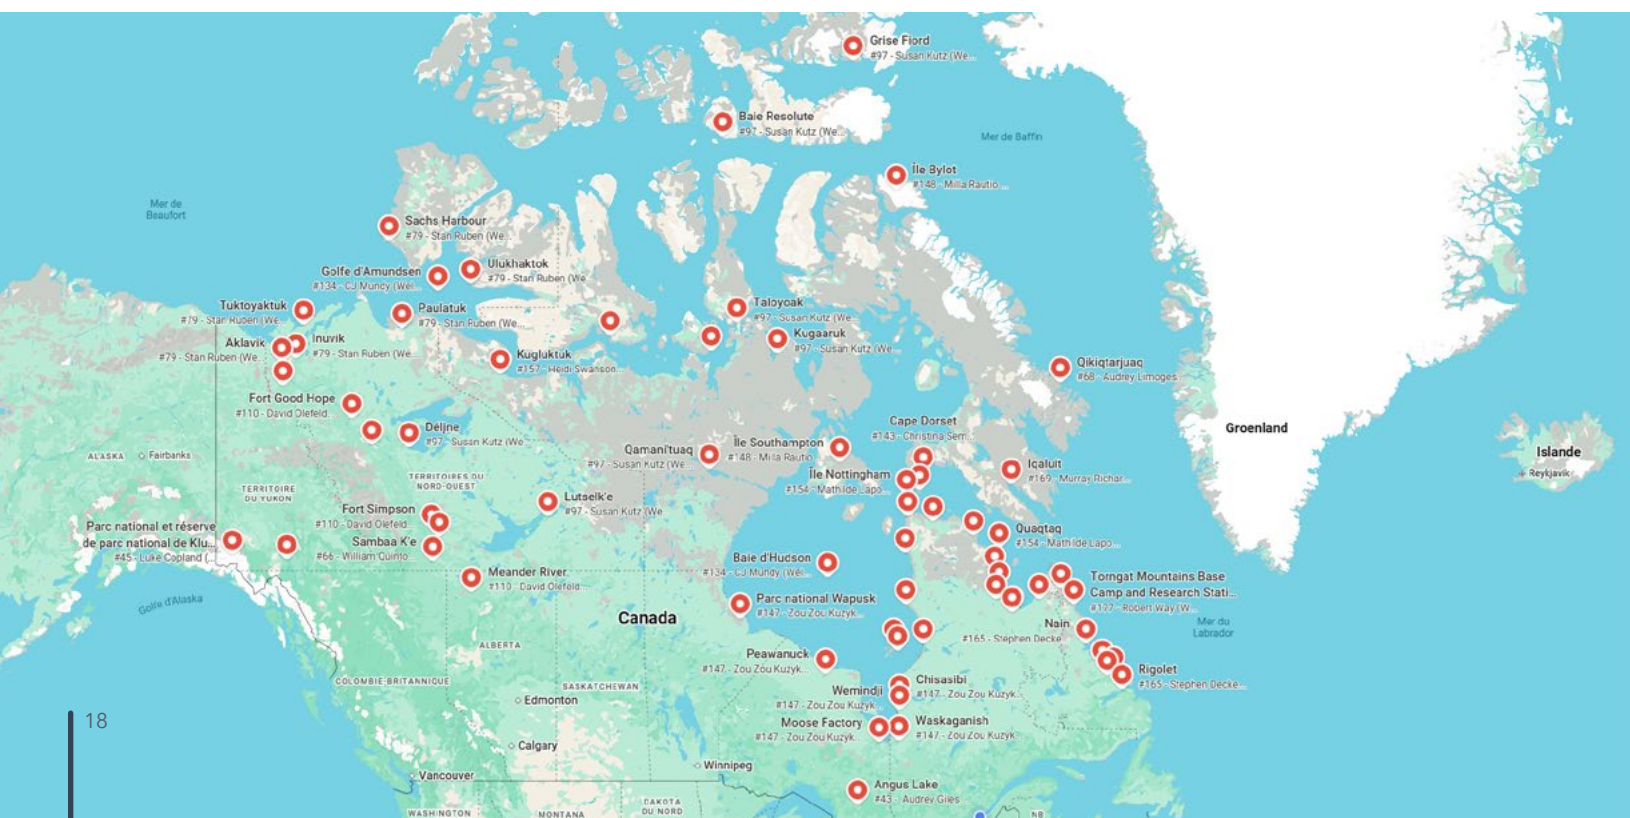 Grise Fiord
#97 - Susan Kutz (We...
Baie Resolute
#97 - Susan Kutz (We...
Mer de Baffin
Île Bylot
#148 - Milla Rautio ...
Mer de
Beaufort
Sachs Harbour
#79 - Stan Ruben (We...
Golfe d'Amundsen
#134 - CJ Mundy (Wei...
Ulukhaktok
#79 - Stan Ruben (We
Tuktoyaktuk
#79 - Stan Ruben (We...
Paulatuk
#79 - Stan Ruben (We...
Taloyoak
#97 - Susan Kutz (We...
Aklavik
#79 - Stan Ruben (We...
Inuvik
#79 - Stan Ruben (We...
Kugaaruk
#97 - Susan Kutz (We...
Kugluktuk
#157 - Heidi Swanson...
Qikiqtarjuaq
#68 - Audrey Limoges...
Fort Good Hope
#110 - David Olefeld...
Déline
#97 - Susan Kutz (We...
Cape Dorset
#143 - Christina Sem...
Groenland
Qamani'tuaq
#97 - Susan Kutz (We...
Île Southampton
#148 - Milla Rautio
Île Nottingham
#154 - Mathilde Lapo...
Iqaluit
#169 - Murray Richar...
Islande
Reykjavik
ALASKA
Fairbanks
TERRITOIRE
DU YUKON
TERRITOIRES DU
NORD-OUEST
Lutselk'e
#97 - Susan Kutz (We
Fort Simpson
#110 - David Olefeld
Parc national et réserve
de parc national de Klu...
#45 - Luke Copland (...
Sambaa K'e
#66 - William Quinto...
Quaqtaq
#154 - Mathilde Lapo...
Meander River
#110 - David Olefeld...
Baie d'Hudson
#134 - CJ Mundy (Wei...
Torngat Mountains Base
Camp and Research Stati...
#177 - Robert Way (W...
Golfe d'Alaska
Parc national Wapusk
#147 - Zou Zou Kuzyk...
Canada
Nain
#165 - Stephen Decke
Mer du
Labrador
ALBERTA
Peawanuck
#147 - Zou Zou Kuzyk...
Rigolet
#165 - Stephen Decke...
COLOMBIE-BRITANNIQUE
SASKATCHEWAN
Edmonton
Chisasibi
#147 - Zou Zou Kuzyk...
Wemindji
#147 - Zou Zou Kuzyk...
18
Moose Factory
#147 - Zou Zou Kuzyk...
Waskaganish
#147 - Zou Zou Kuzyk...
Calgary
Winnipeg
Vancouver
Angus Lake
#43 - Audrey Giles...
WASHINGTON
MONTANA
DAKOTA
DU NORD
NB